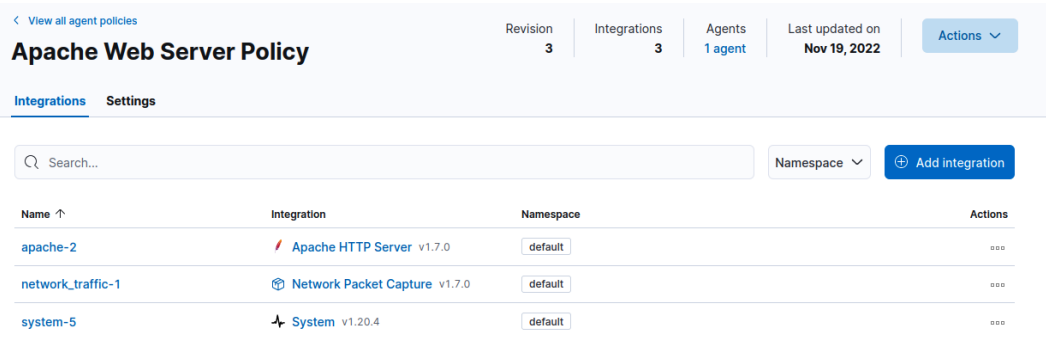 View all agent policies
Apache Web Server Policy
Revision
3
Integrations
3
Agents
1 agent
Last updated on
Nov 19, 2022
Actions
Integrations Settings
Search...
Namespace
Add integration
Name Integration Namespace Actions
apache-2 Apache HTTP Server v1.7.0 default
network_traffic-1 Network Packet Capture v1.7.0 default
system-5 System v1.20.4 default